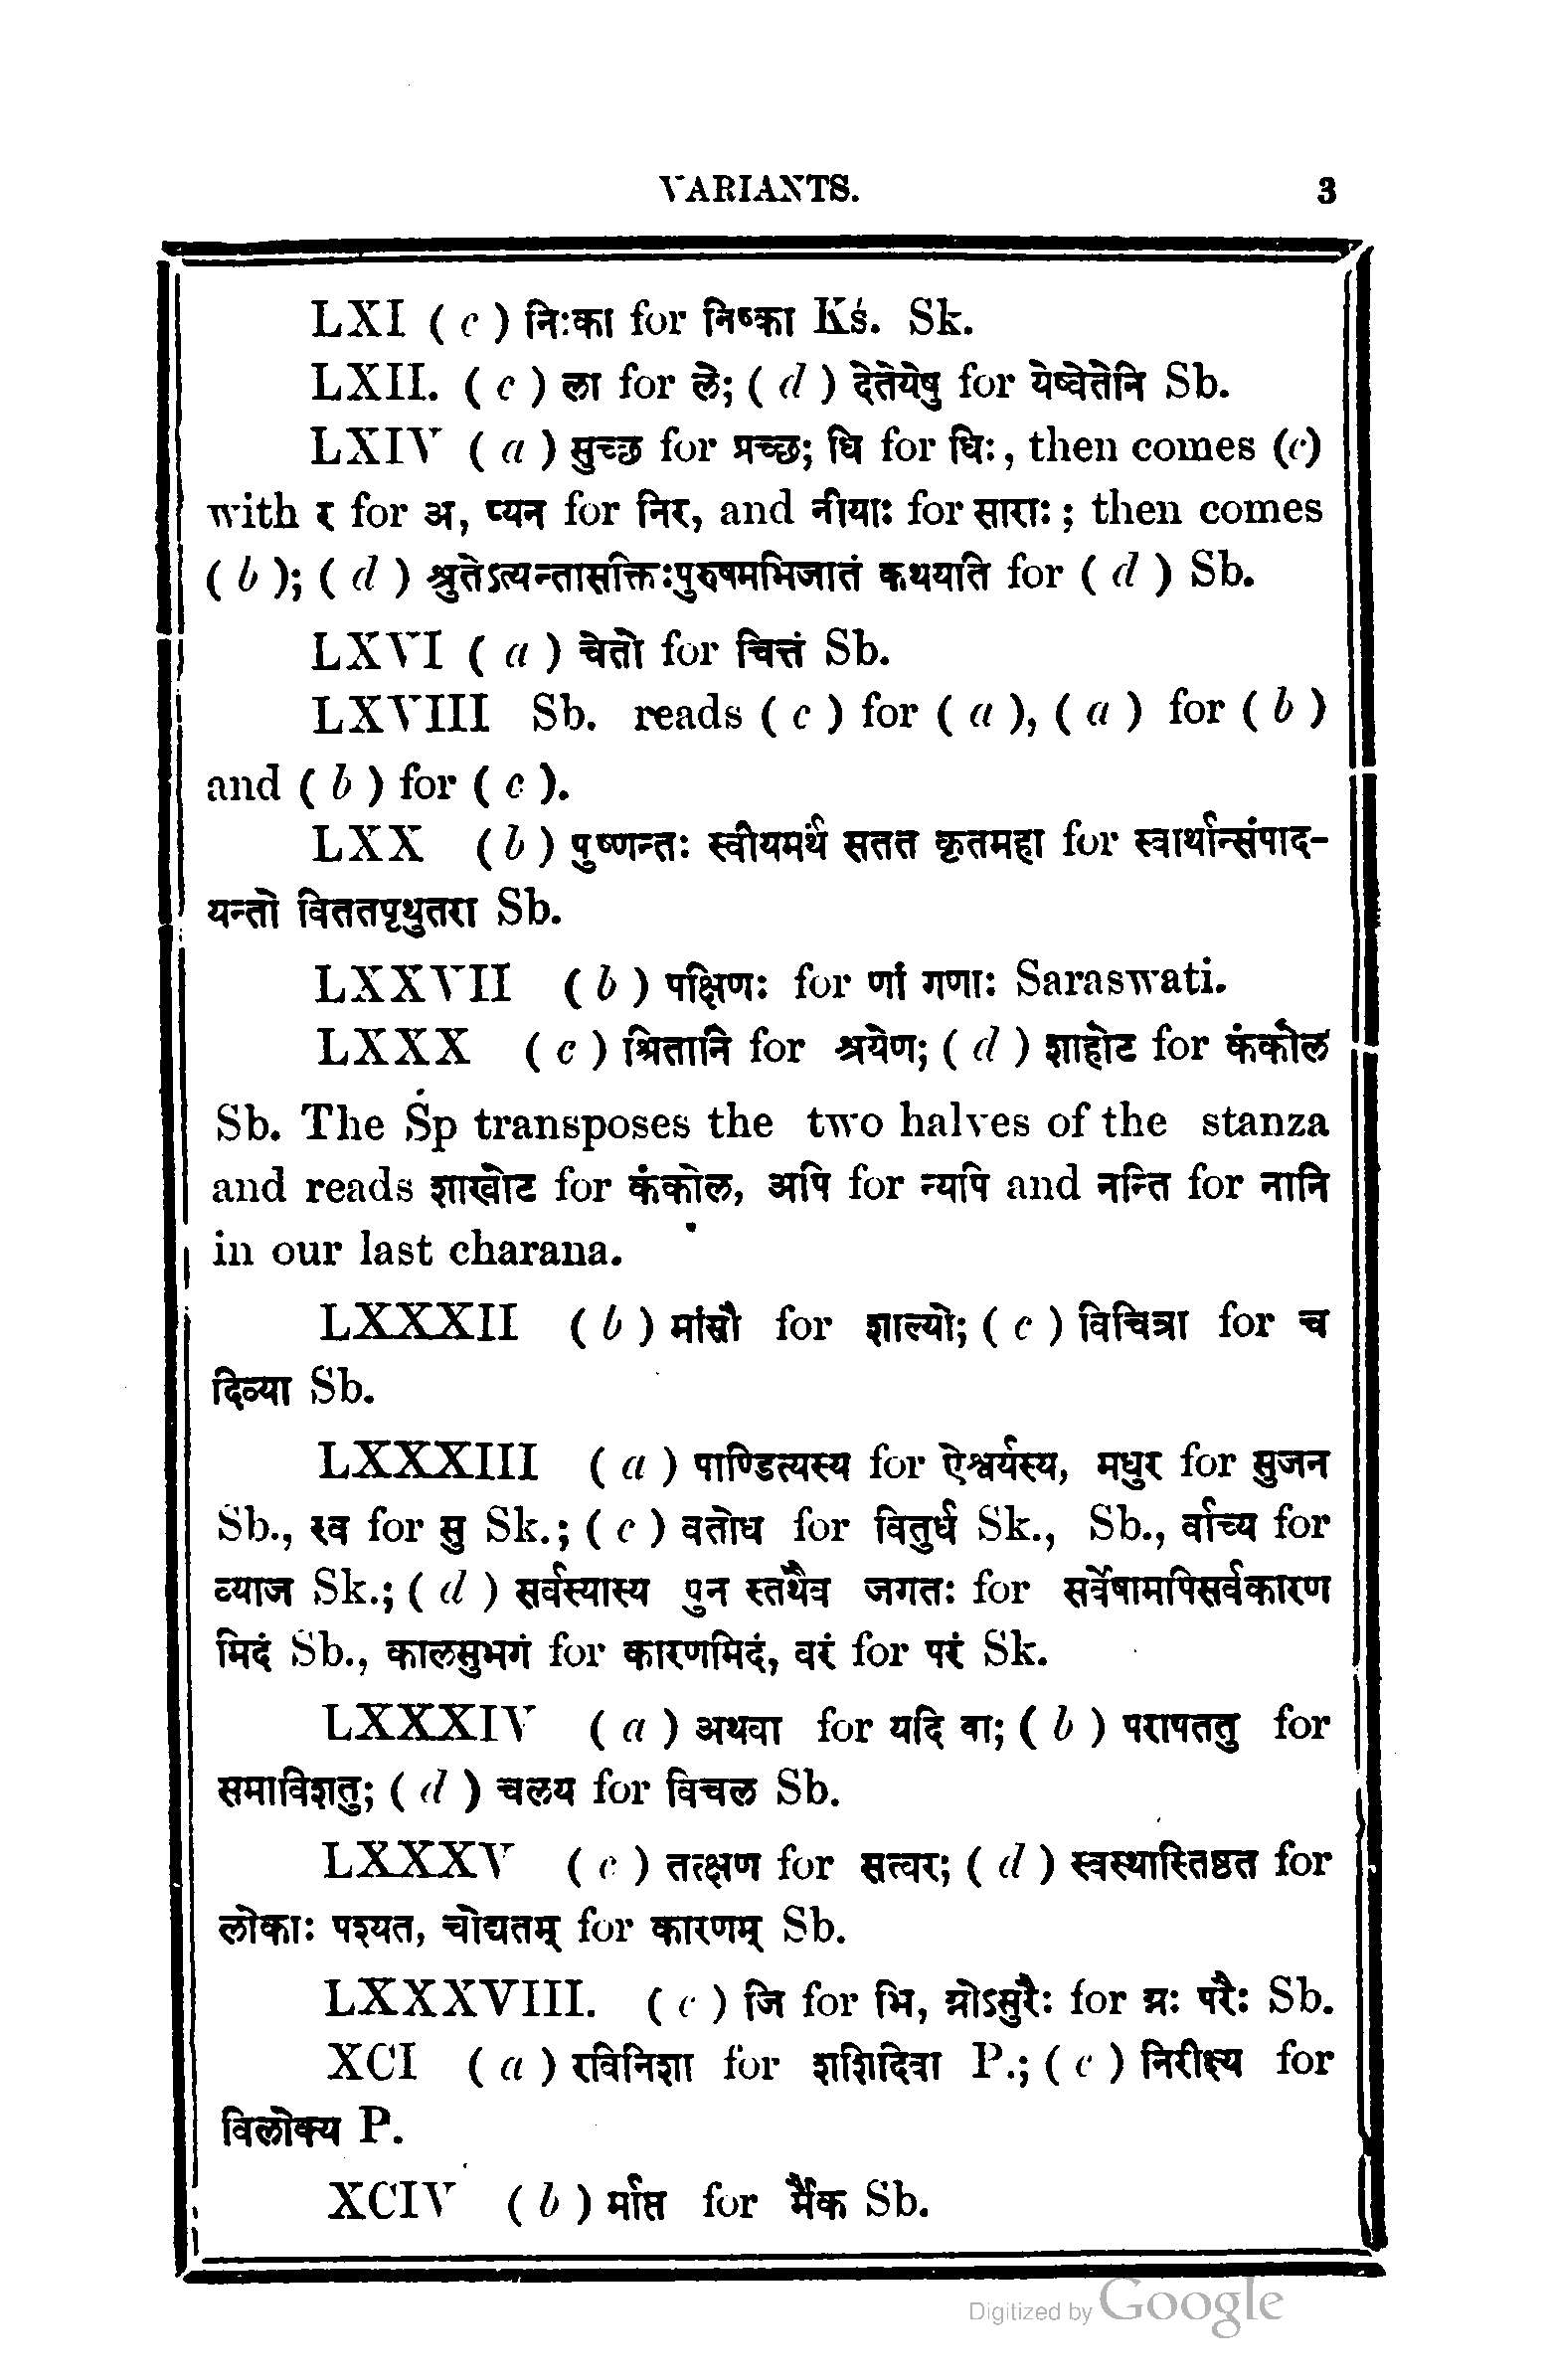 VARIANTS. 3
LXI ( c ) निःका for निष्का Kś. Sk.
LXII. ( c ) ला for ले; ( d ) देतेयेषु for येष्वेतेनि Sb.
LXIV ( a ) सुच्छ for प्रच्छ; धि for धिः, then comes (c)
with र for अ, प्यन for निर, and नीयाः for साराः ; then comes
( b ); ( d ) श्रुतेऽत्यन्तासक्तिःपुरुषमभिजातं कथयति for ( d ) Sb.
LXVI ( a ) चेतो for चित्तं Sb.
LXVIII Sb. reads ( c ) for ( a ), ( a ) for ( b )
and ( b ) for ( c ).
LXX ( b ) पुष्णन्तः स्वीयमर्थं सतत कृतमहा for स्वार्थान्संपाद-
यन्तो विततपृथुतरा Sb.
LXXVII ( b ) पक्षिणः for णां गणाः Saraswati.
LXXX ( c ) श्रितानि for श्रयेण; ( d ) शाहोट for कंकोल
Sb. The Śp transposes the two halves of the stanza
and reads शाखोट for कंकोल, अपि for न्यपि and नन्ति for नानि
in our last charana.
LXXXII ( b ) मांसौ for शाल्यो; ( c ) विचित्रा for च
दिव्या Sb.
LXXXIII ( a ) पाण्डित्यस्य for ऐश्वर्यस्य, मधुर for सुजन
Sb., स्व for सु Sk.; ( c ) वतोध for वितुर्ध Sk., Sb., र्वाच्य for
व्याज Sk.; ( d ) सर्वस्यास्य पुन स्तथैव जगतः for सर्वेषामपिसर्वकारण
मिदं Sb., कालसुभगं for कारणमिदं, वरं for परं Sk.
LXXXIV ( a ) अथवा for यदि वा; ( b ) परापततु for
समाविशतु; ( d ) चलय for विचल Sb.
LXXXV ( c ) तत्क्षण for सत्वर; ( d ) स्वस्थास्तिष्ठत for
लोकाः पश्यत, चोद्यतम् for कारणम् Sb.
LXXXVIII. ( c ) जि for भि, ग्नोऽसुरैः for ग्नः परैः Sb.
XCI ( a ) रविनिशा for शशिदिवा P.; ( c ) निरीक्ष्य for
विलोक्य P.
XCIV ( b ) र्माप्त for र्मैक Sb.
Digitized by Google